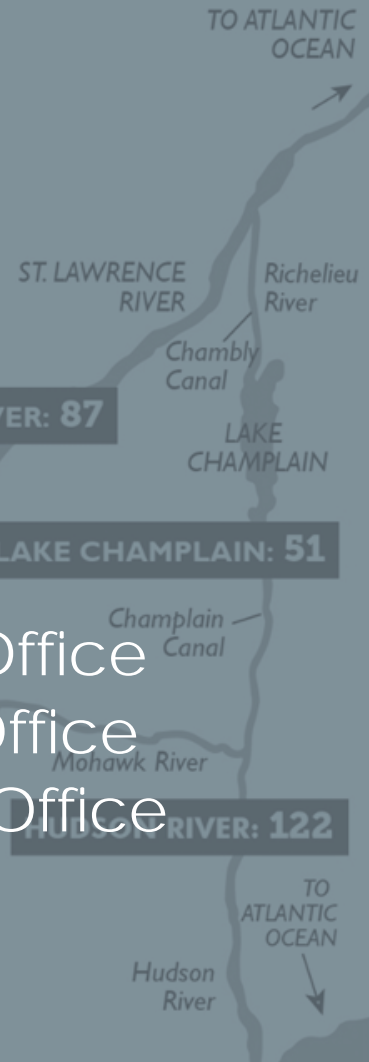 TO ATLANTIC
OCEAN
ST. LAWRENCE
RIVER
Richelieu
River
Chambly
Canal
VER: 87
LAKE
CHAMPLAIN
LAKE CHAMPLAIN: 51
Champlain
Canal
Office
Office
Mohawk River
Office
HUDSON RIVER: 122
TO
ATLANTIC
OCEAN
Hudson
River